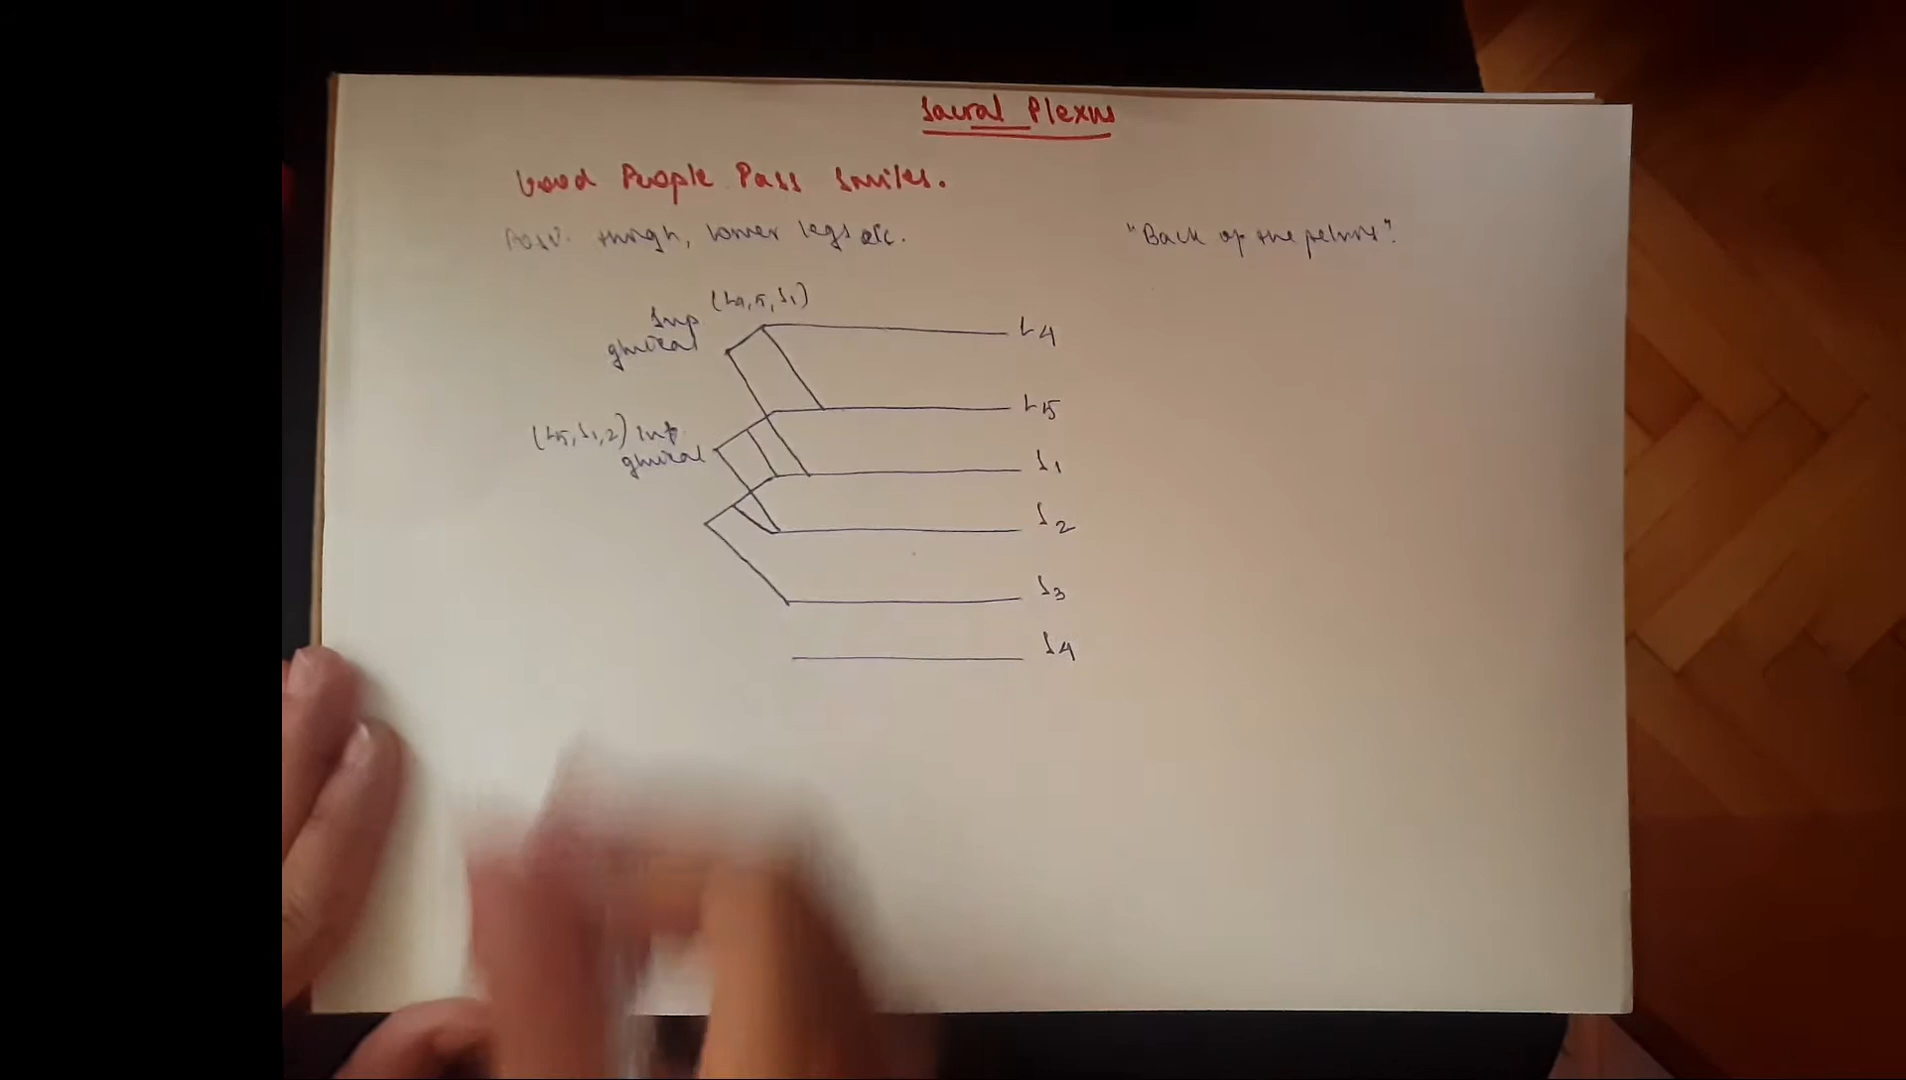 Sacral Plexus
Good People Pass Smiles.
Post. thigh, lower legs etc.
"Back of the pelvis".
(L4,5,S1)
Sup
gluteal
L4
L5
(L5,S1,2) Inf.
gluteal
S1
S2
S3
S4